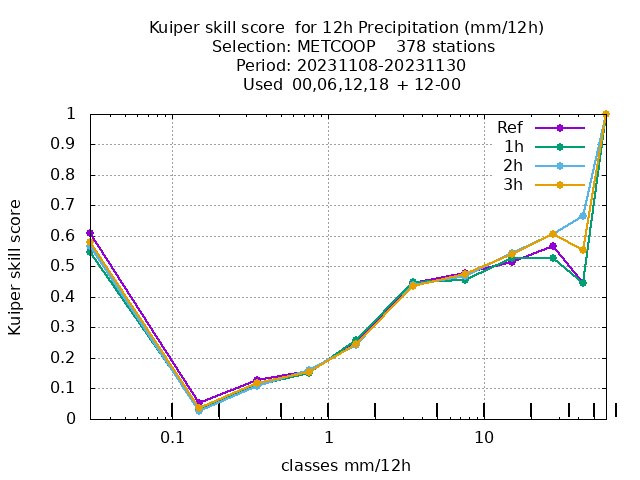 Kuiper skill score  for 12h Precipitation (mm/12h)
Selection: METCOOP    378 stations
Period: 20231108-20231130
Used  00,06,12,18  + 12-00
Ref
1h
2h
3h
1
0.9
0.8
0.7
0.6
0.5
0.4
0.3
0.2
0.1
0
Kuiper skill score
0.1 1 10
classes mm/12h